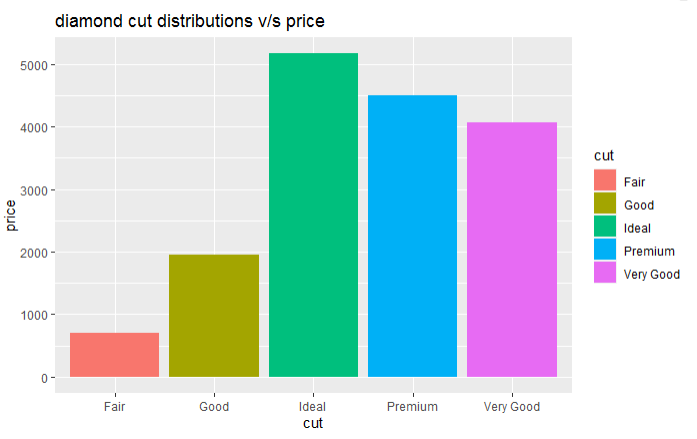 diamond cut distributions v/s price
price
5000
4000
3000
2000
1000
0
Fair Good Ideal Premium Very Good
cut
cut
Fair
Good
Ideal
Premium
Very Good